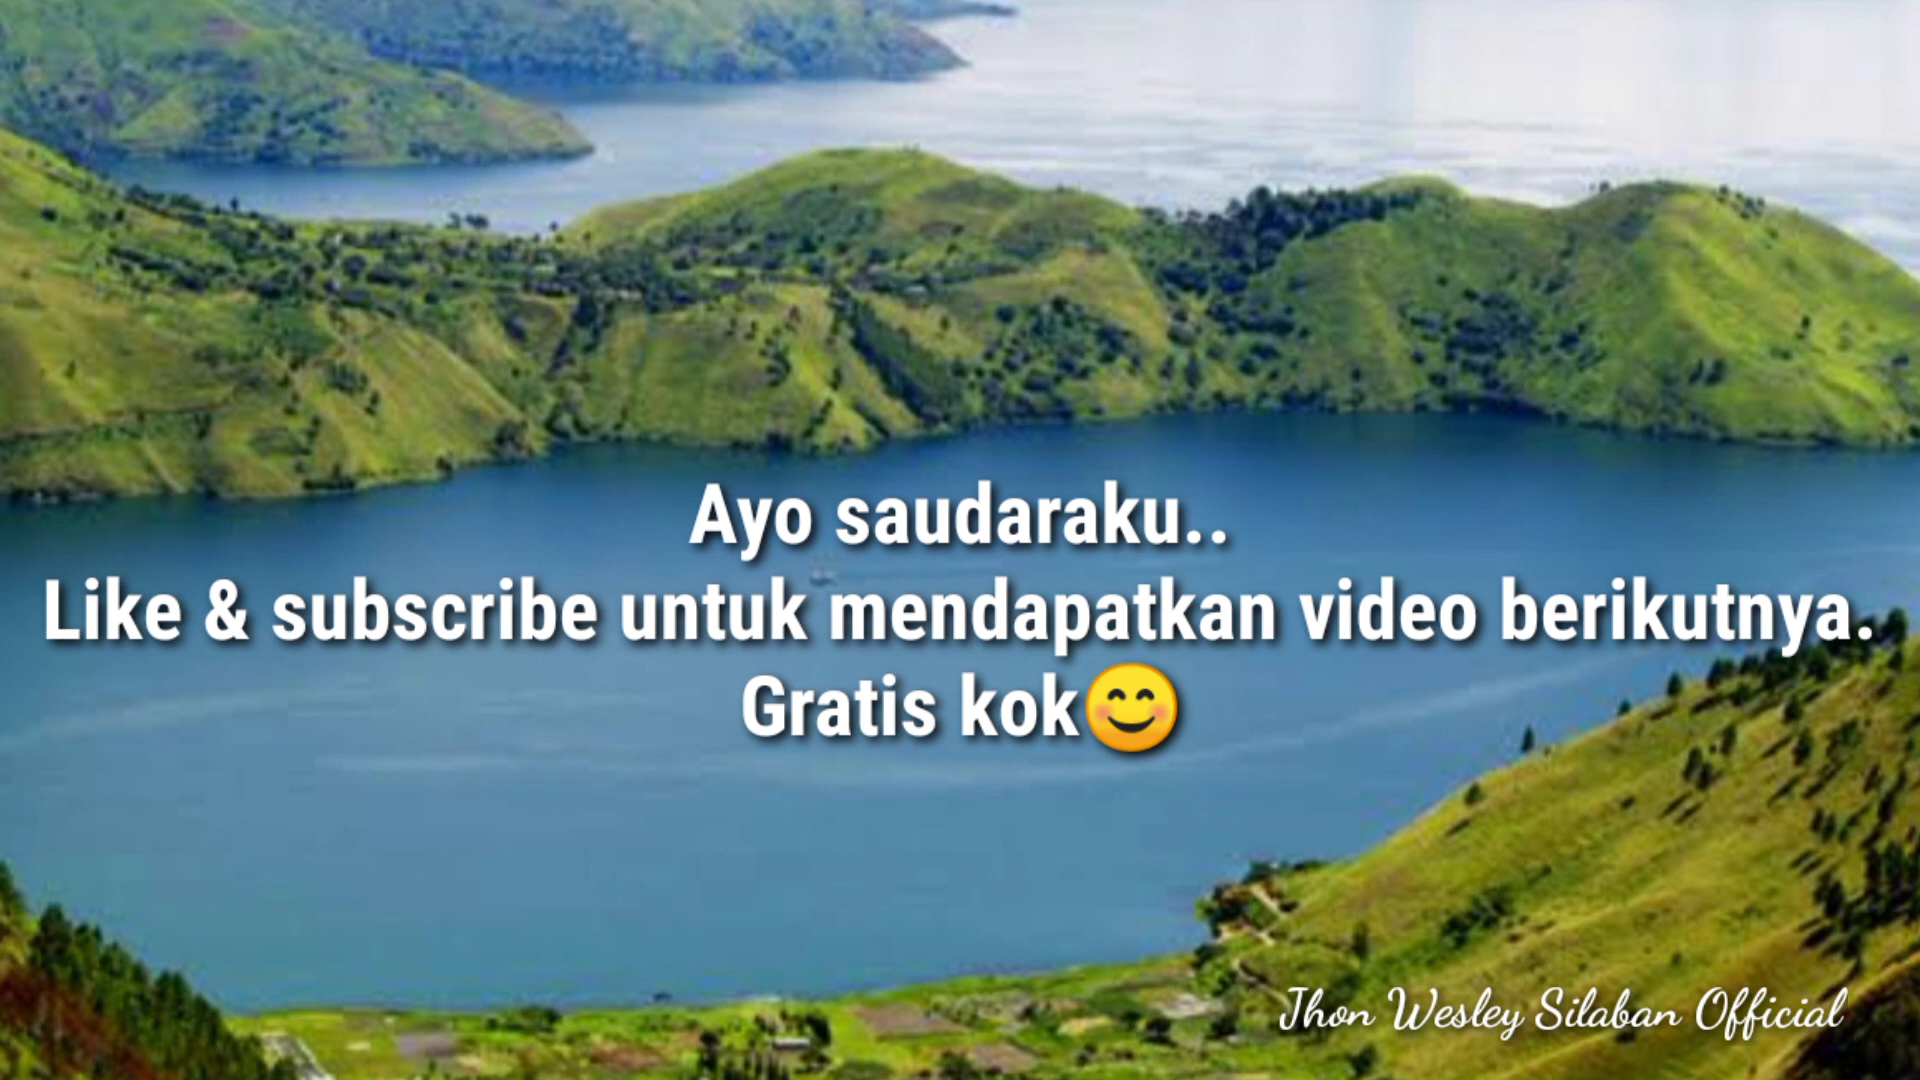 Ayo saudaraku..
Like & subscribe untuk mendapatkan video berikutnya.
Gratis kok😊
Jhon Wesley Silaban Official